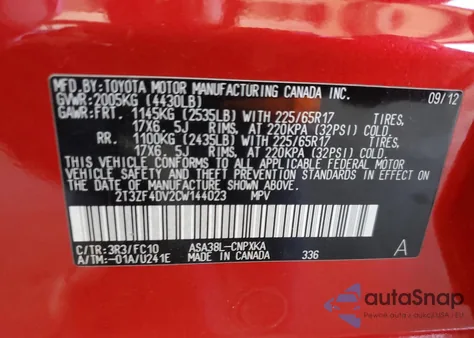 MFD.BY:TOYOTA MOTOR MANUFACTURING CANADA INC. 09/12
GVWR:2005KG (4430LB)
GAWR:FRT. 1145KG (2535LB) WITH 225/65R17 TIRES.
17X6.5J RIMS, AT 220KPA (32PSI) COLD.
RR. 1100KG (2435LB) WITH 225/65R17 TIRES.
17X6.5J RIMS, AT 220KPA (32PSI) COLD.
THIS VEHICLE CONFORMS TO ALL APPLICABLE FEDERAL MOTOR
VEHICLE SAFETY AND THEFT PREVENTION STANDARDS IN EFFECT
ON THE DATE OF MANUFACTURE SHOWN ABOVE.
2T3ZF4DV2CW144023 MPV
C/TR:3R3/FC10 ASA38L-CNPXKA
A/TM:-01A/U241E MADE IN CANADA 336 A
autoSnap
Pewne auta z USA i EU